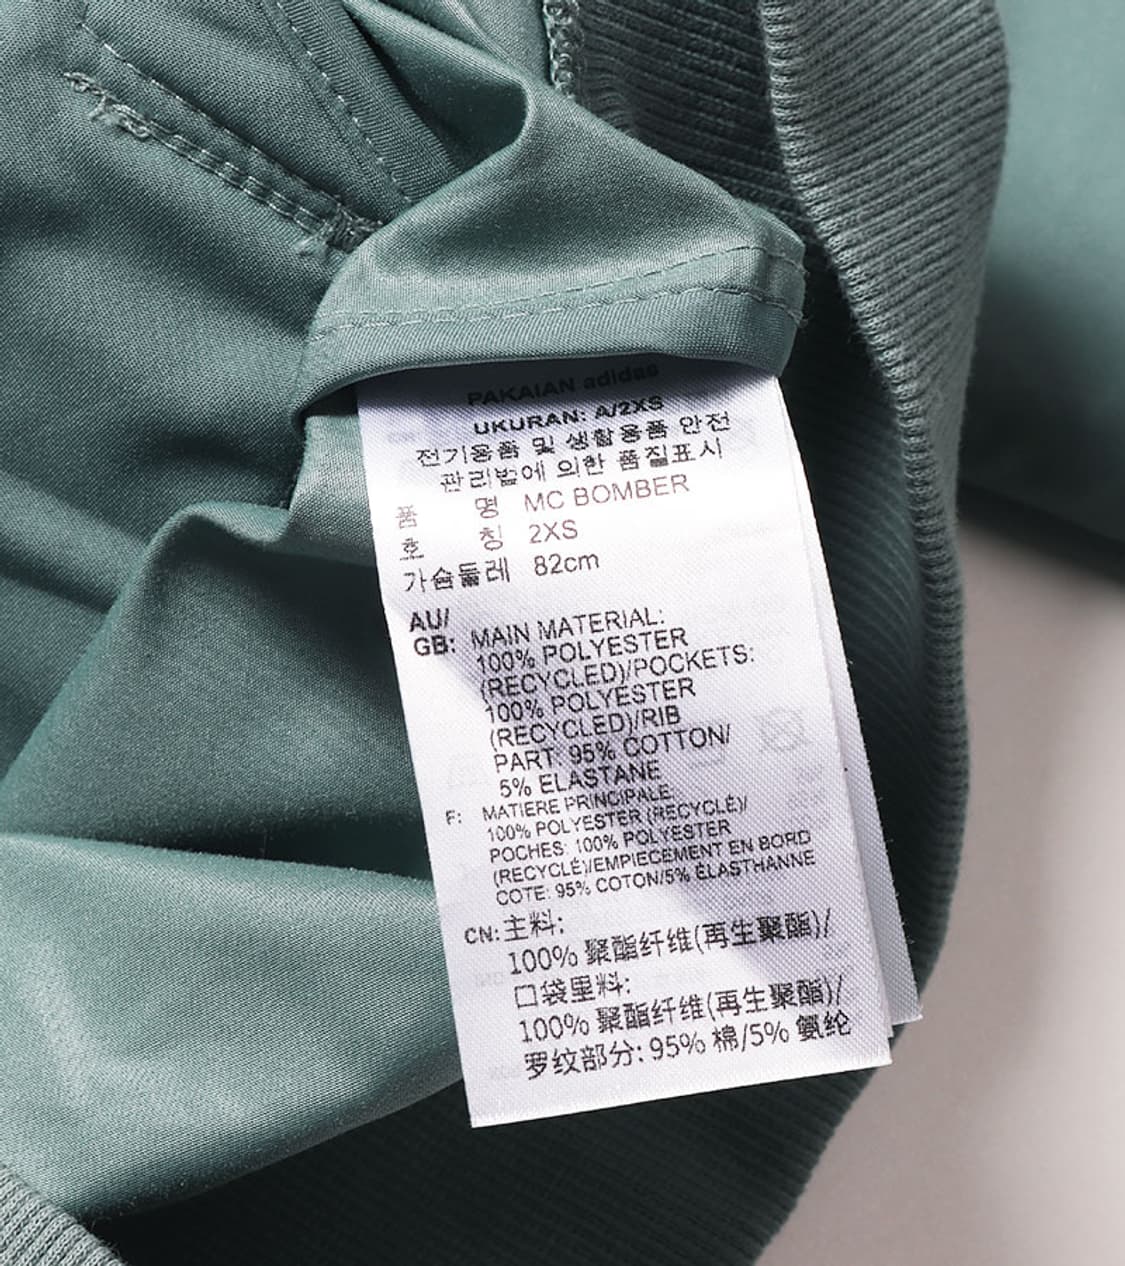 PAKAIAN adidas
UKURAN: A/2XS
전기용품 및 생활용품 안전
관리법에 의한 품질표시
품 명 MC BOMBER
호 칭 2XS
가슴둘레 82cm
AU/
GB: MAIN MATERIAL:
100% POLYESTER
(RECYCLED)/POCKETS:
100% POLYESTER
(RECYCLED)/RIB
PART: 95% COTTON/
5% ELASTANE
F: MATIERE PRINCIPALE:
100% POLYESTER (RECYCLÉ)/
POCHES: 100% POLYESTER
(RECYCLÉ)/EMPIECEMENT EN BORD
COTE: 95% COTON/5% ÉLASTHANNE
CN: 主料:
100% 聚酯纤维(再生聚酯)/
口袋里料:
100% 聚酯纤维(再生聚酯)/
罗纹部分: 95% 棉/5% 氨纶